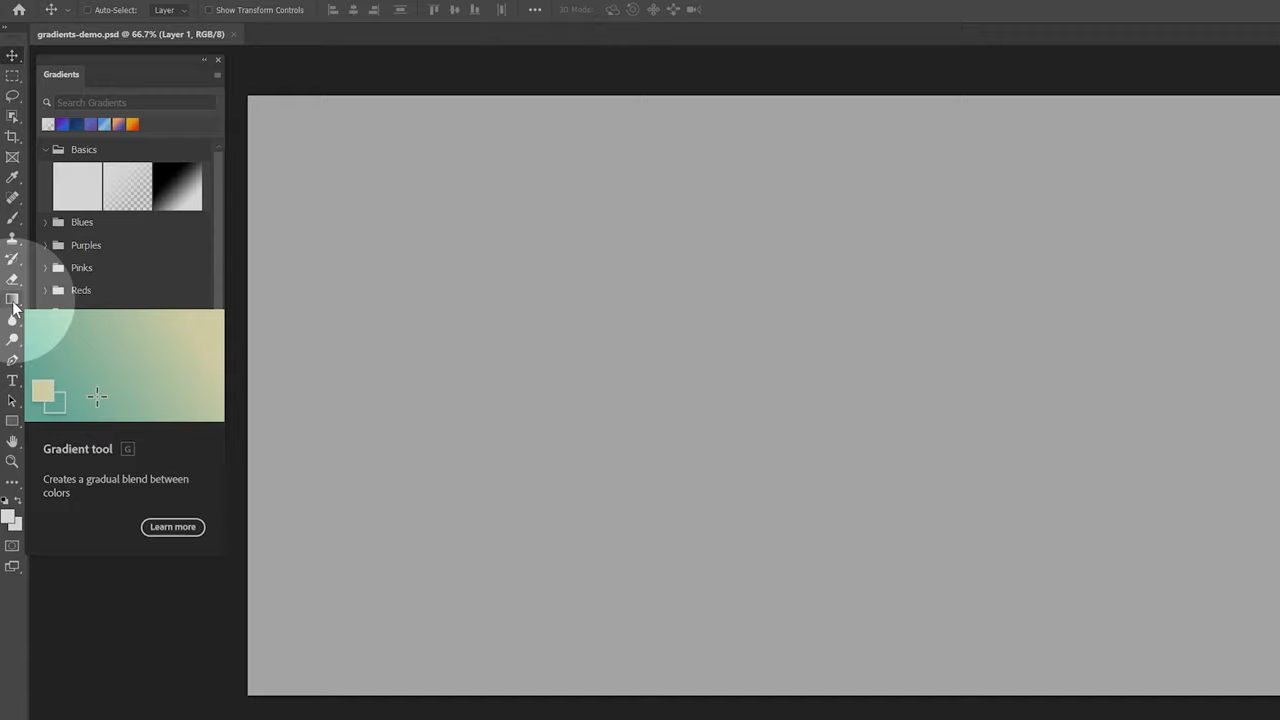 Auto-Select:
Layer
Show Transform Controls
3D Mode:
gradients-demo.psd @ 66.7% (Layer 1, RGB/8)
Gradients
Search Gradients
Basics
Blues
Purples
Pinks
Reds
Gradient tool G
Creates a gradual blend between
colors
Learn more